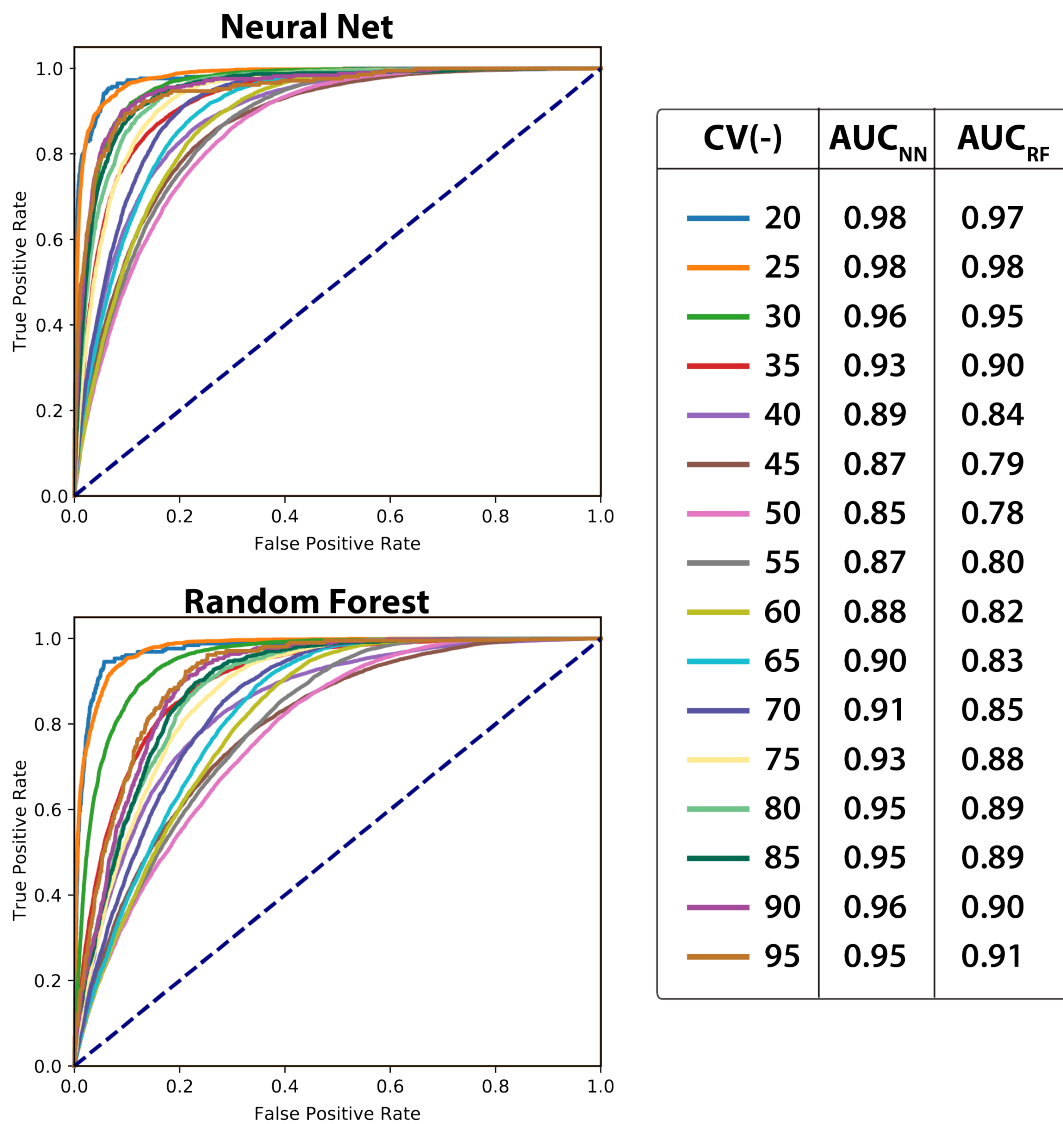 Neural Net
1.0
0.8
0.6
0.4
0.2
0.0
True Positive Rate
0.0 0.2 0.4 0.6 0.8 1.0
False Positive Rate
Random Forest
1.0
0.8
0.6
0.4
0.2
0.0
True Positive Rate
0.0 0.2 0.4 0.6 0.8 1.0
False Positive Rate
CV(-) AUC NN AUC RF
20 0.98 0.97
25 0.98 0.98
30 0.96 0.95
35 0.93 0.90
40 0.89 0.84
45 0.87 0.79
50 0.85 0.78
55 0.87 0.80
60 0.88 0.82
65 0.90 0.83
70 0.91 0.85
75 0.93 0.88
80 0.95 0.89
85 0.95 0.89
90 0.96 0.90
95 0.95 0.91